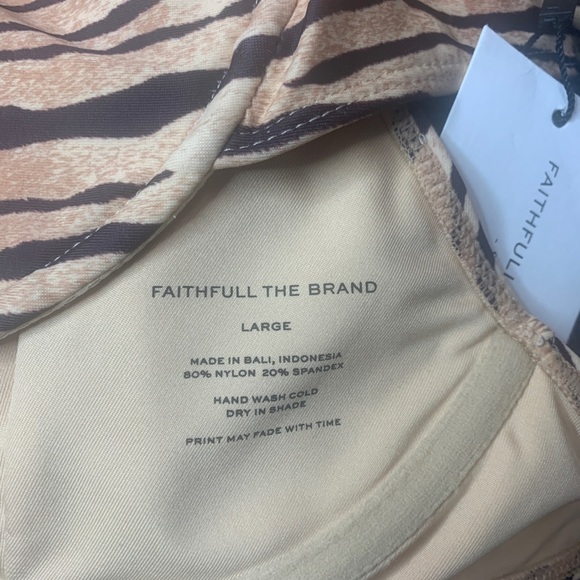 FAITHFULL THE BRAND
LARGE
MADE IN BALI, INDONESIA
80% NYLON 20% SPANDEX
HAND WASH COLD
DRY IN SHADE
PRINT MAY FADE WITH TIME
FAITHFULL